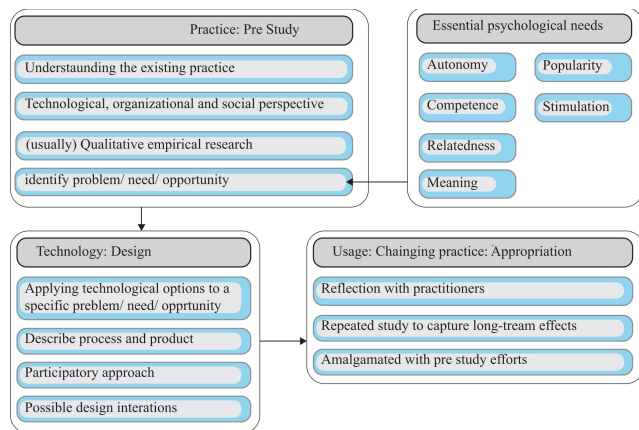 Practice: Pre Study
Understaunding the existing practice
Technological, organizational and social perspective
(usually) Qualitative empirical research
identify problem/ need/ opportunity
Essential psychological needs
Autonomy
Popularity
Competence
Stimulation
Relatedness
Meaning
Technology: Design
Applying technological options to a
specific preblem/ need/ opprtunity
Describe process and product
Participatory approach
Possible design interations
Usage: Chainging practice: Appropriation
Reflection with practitioners
Repeated study to capture long-tream effects
Amalgamated with pre study efforts